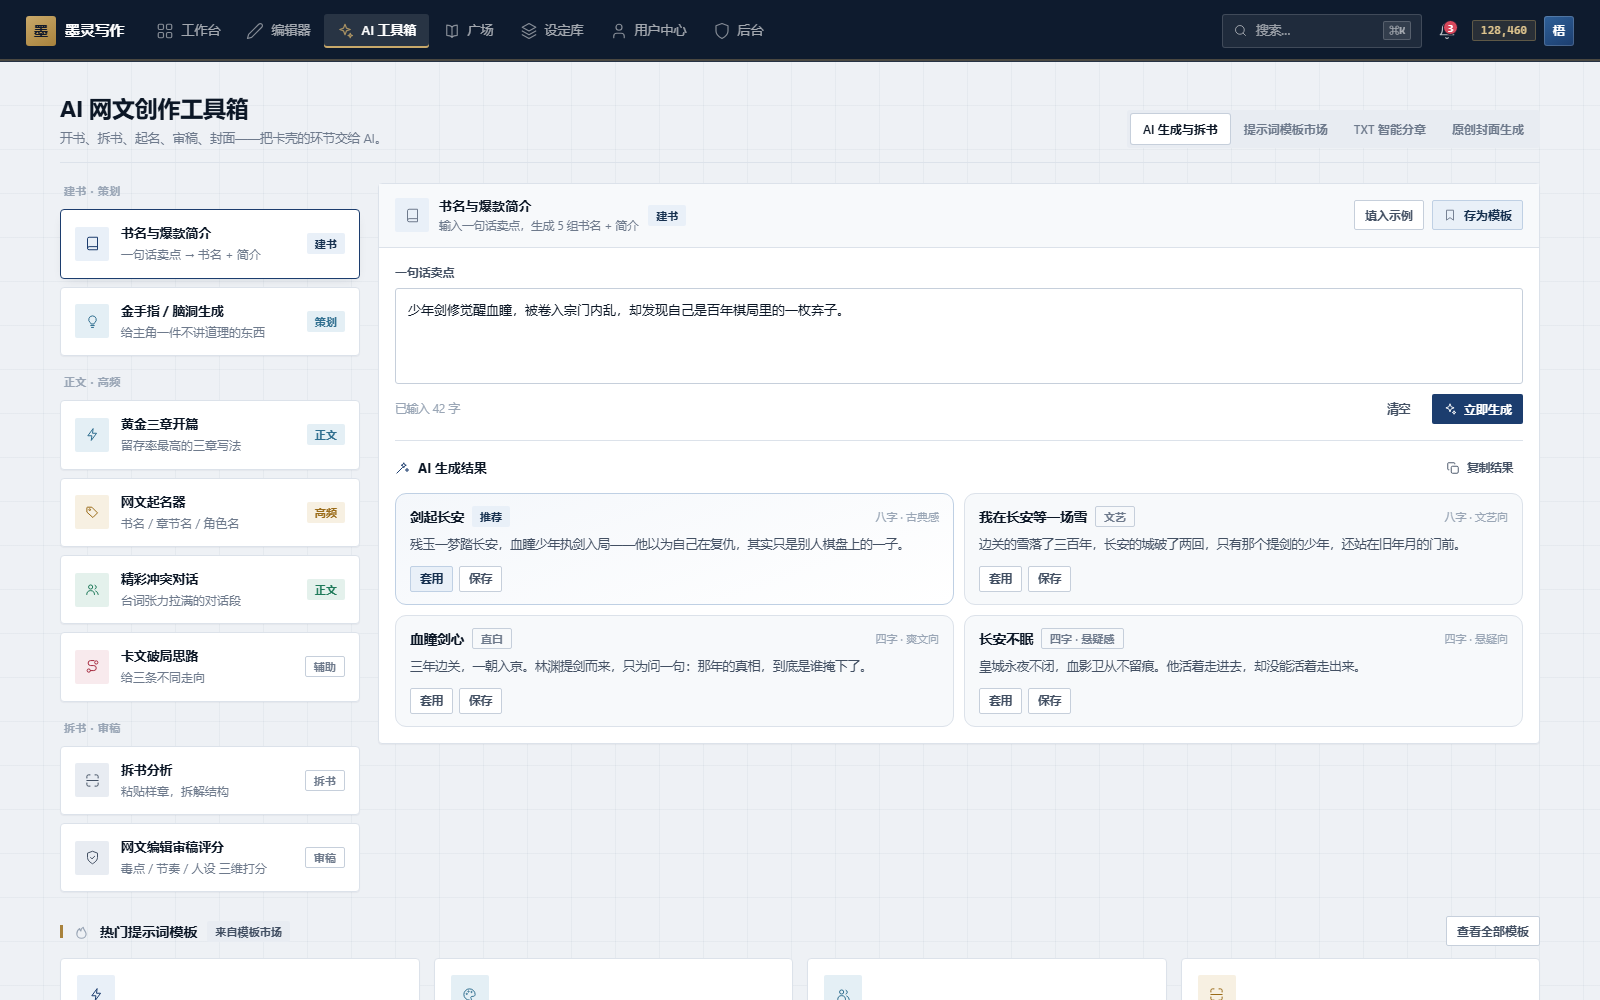 墨 墨灵写作 工作台 编辑器 AI 工具箱 广场 设定库 用户中心 后台 搜索... ⌘K 3 128,460 梧
AI 网文创作工具箱
开书、拆书、起名、审稿、封面——把卡壳的环节交给 AI。
AI 生成与拆书 提示词模板市场 TXT 智能分章 原创封面生成
建书 · 策划
书名与爆款简介
一句话卖点 → 书名 + 简介
建书
金手指 / 脑洞生成
给主角一件不讲道理的东西
策划
正文 · 高频
黄金三章开篇
留存率最高的三章写法
正文
网文起名器
书名 / 章节名 / 角色名
高频
精彩冲突对话
台词张力拉满的对话段
正文
卡文破局思路
给三条不同走向
辅助
拆书 · 审稿
拆书分析
粘贴样章，拆解结构
拆书
网文编辑审稿评分
毒点 / 节奏 / 人设 三维打分
审稿
书名与爆款简介
输入一句话卖点，生成 5 组书名 + 简介
建书
填入示例 存为模板
一句话卖点
少年剑修觉醒血瞳，被卷入宗门内乱，却发现自己是百年棋局里的一枚弃子。
已输入 42 字 清空 立即生成
AI 生成结果 复制结果
剑起长安 推荐 八字 · 古典感
残玉一梦踏长安，血瞳少年执剑入局——他以为自己在复仇，其实只是别人棋盘上的一子。
套用 保存
我在长安等一场雪 文艺 八字 · 文艺向
边关的雪落了三百年，长安的城破了两回，只有那个提剑的少年，还站在旧年月的门前。
套用 保存
血瞳剑心 直白 四字 · 爽文向
三年边关，一朝入京。林渊提剑而来，只为问一句：那年的真相，到底是谁掩下了。
套用 保存
长安不眠 四字 · 悬疑感 四字 · 悬疑向
皇城永夜不闭，血影卫从不留痕。他活着走进去，却没能活着走出来。
套用 保存
热门提示词模板 来自模板市场 查看全部模板